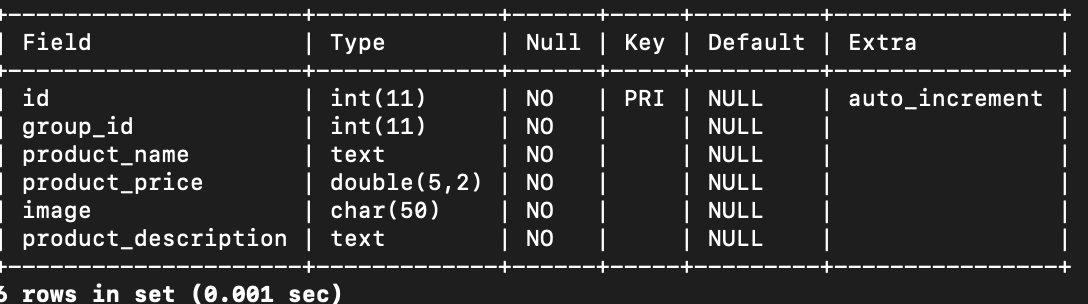 +----------------------+-------------+------+-----+---------+----------------+
| Field | Type | Null | Key | Default | Extra |
+----------------------+-------------+------+-----+---------+----------------+
| id | int(11) | NO | PRI | NULL | auto_increment |
| group_id | int(11) | NO | | NULL | |
| product_name | text | NO | | NULL | |
| product_price | double(5,2) | NO | | NULL | |
| image | char(50) | NO | | NULL | |
| product_description | text | NO | | NULL | |
+----------------------+-------------+------+-----+---------+----------------+
6 rows in set (0.001 sec)